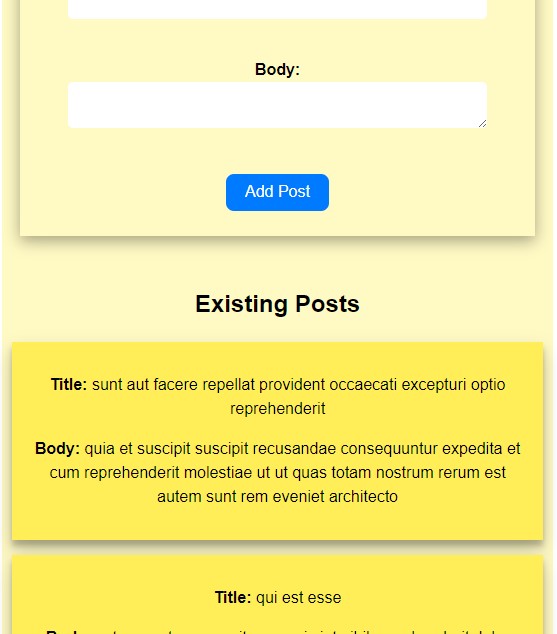 Body:
Add Post
Existing Posts
Title: sunt aut facere repellat provident occaecati excepturi optio
reprehenderit
Body: quia et suscipit suscipit recusandae consequuntur expedita et
cum reprehenderit molestiae ut ut quas totam nostrum rerum est
autem sunt rem eveniet architecto
Title: qui est esse